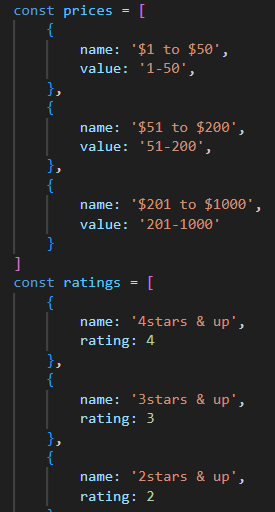 const prices = [
    {
        name: '$1 to $50',
        value: '1-50',
    },
    {
        name: '$51 to $200',
        value: '51-200',
    },
    {
        name: '$201 to $1000',
        value: '201-1000'
    }
]
const ratings = [
    {
        name: '4stars & up',
        rating: 4
    },
    {
        name: '3stars & up',
        rating: 3
    },
    {
        name: '2stars & up',
        rating: 2